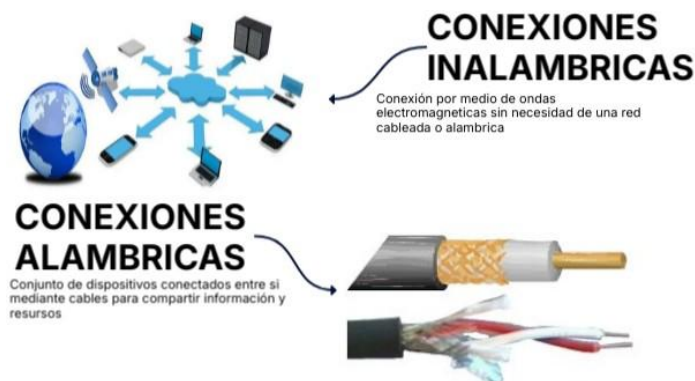 CONEXIONES
INALAMBRICAS
Conexión por medio de ondas
electromagneticas sin necesidad de una red
cableada o alambrica
CONEXIONES
ALAMBRICAS
Conjunto de dispositivos conectados entre si
mediante cables para compartir información y
resursos